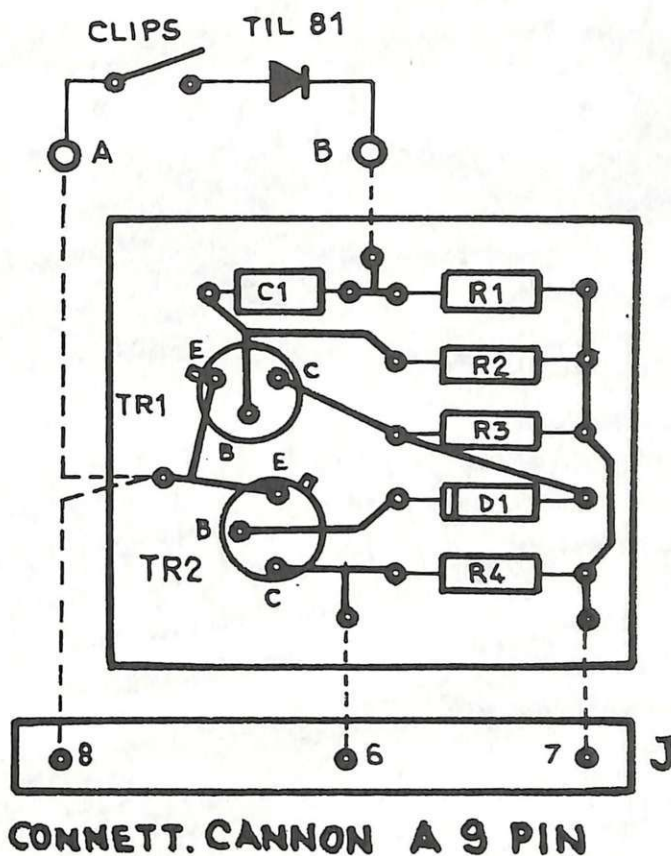 CLIPS TIL 81
A B
C1 R1
E R2
C
TR1 R3
B
E
D1
B
TR2 R4
C
8 6 7 J
CONNETT. CANNON A 9 PIN